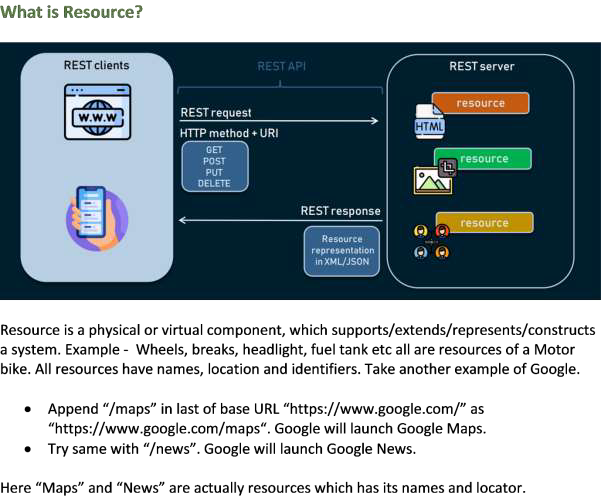 What is Resource?
REST clients
REST API
REST server
W.W.W
REST request
HTTP method + URI
GET
POST
PUT
DELETE
REST response
Resource
representation
in XML/JSON
resource
HTML
resource
resource
Resource is a physical or virtual component, which supports/extends/represents/constructs
a system. Example -  Wheels, breaks, headlight, fuel tank etc all are resources of a Motor
bike. All resources have names, location and identifiers. Take another example of Google.
• Append “/maps” in last of base URL “https://www.google.com/” as
“https://www.google.com/maps“. Google will launch Google Maps.
• Try same with “/news”. Google will launch Google News.
Here “Maps” and “News” are actually resources which has its names and locator.